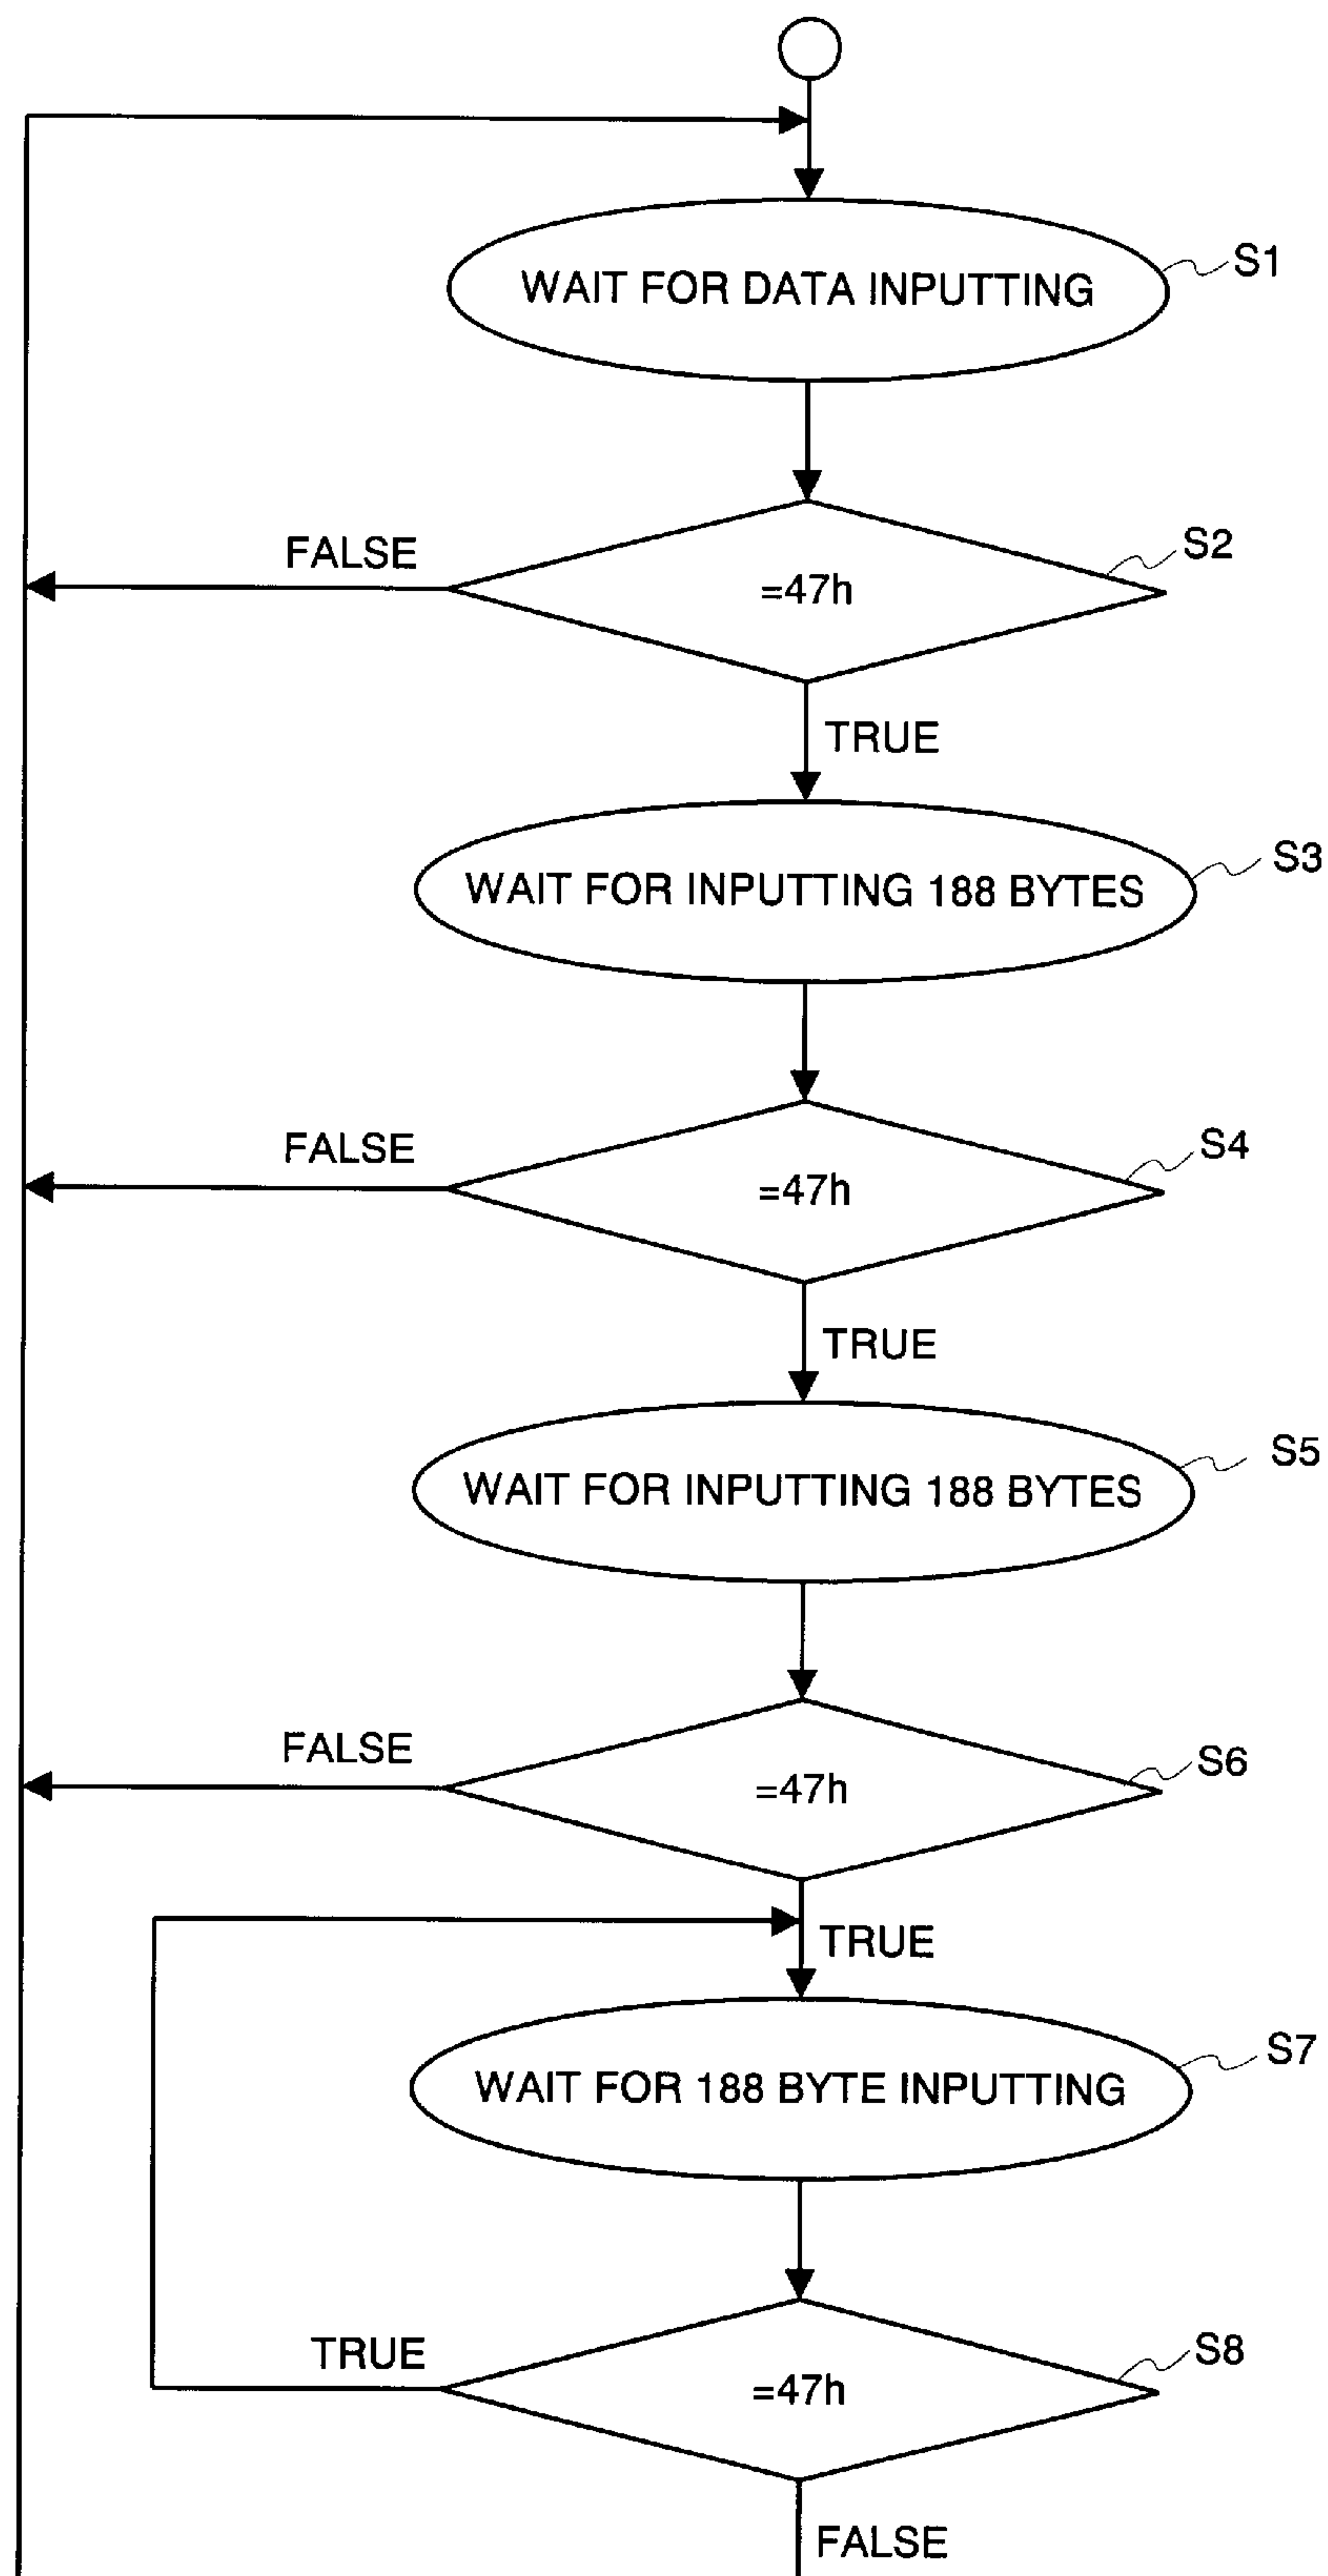 WAIT FOR DATA INPUTTING
S1
FALSE
=47h
S2
TRUE
WAIT FOR INPUTTING 188 BYTES
S3
FALSE
=47h
S4
TRUE
WAIT FOR INPUTTING 188 BYTES
S5
FALSE
=47h
S6
TRUE
WAIT FOR 188 BYTE INPUTTING
S7
TRUE
=47h
S8
FALSE